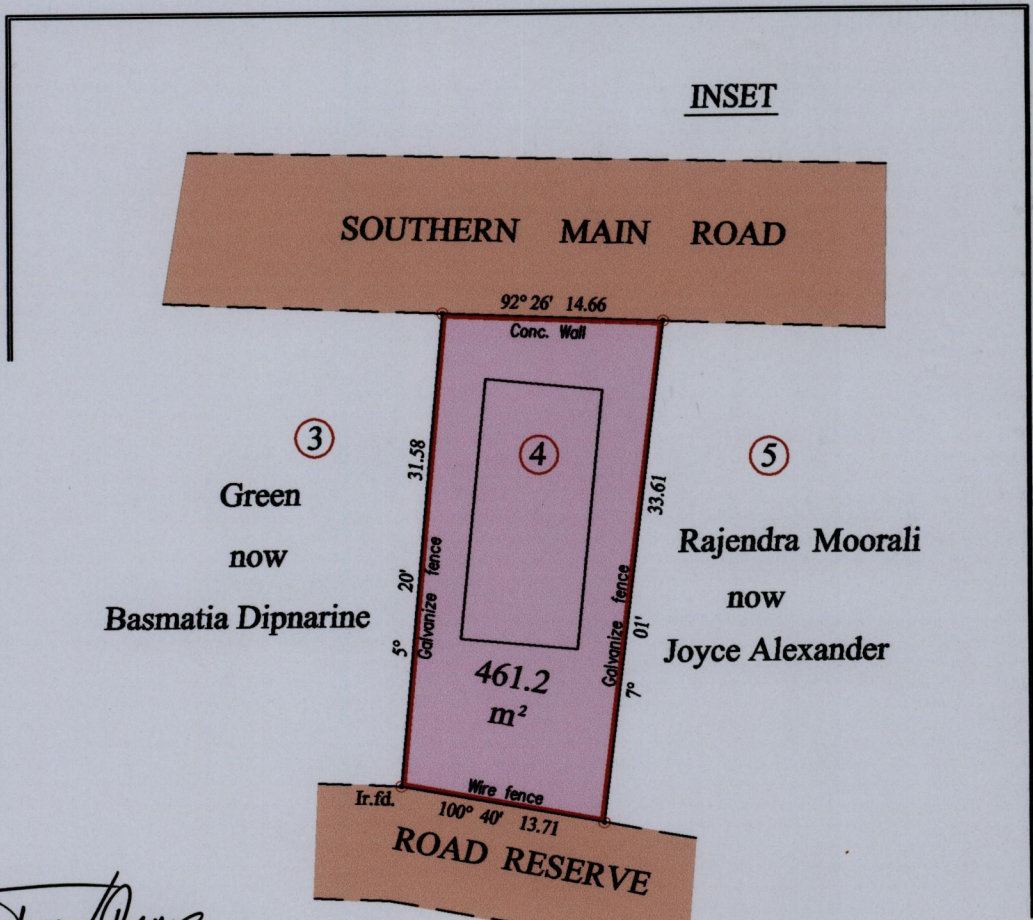 INSET
SOUTHERN MAIN ROAD
92° 26' 14.66
Conc. Wall
3
4
5
31.58
33.61
Green
now
Basmatia Dipnarine
Rajendra Moorali
now
Joyce Alexander
5° 20'
Galvanize fence
Galvanize fence
7° 01'
461.2
m²
Ir.fd.
Wire fence
100° 40' 13.71
ROAD RESERVE